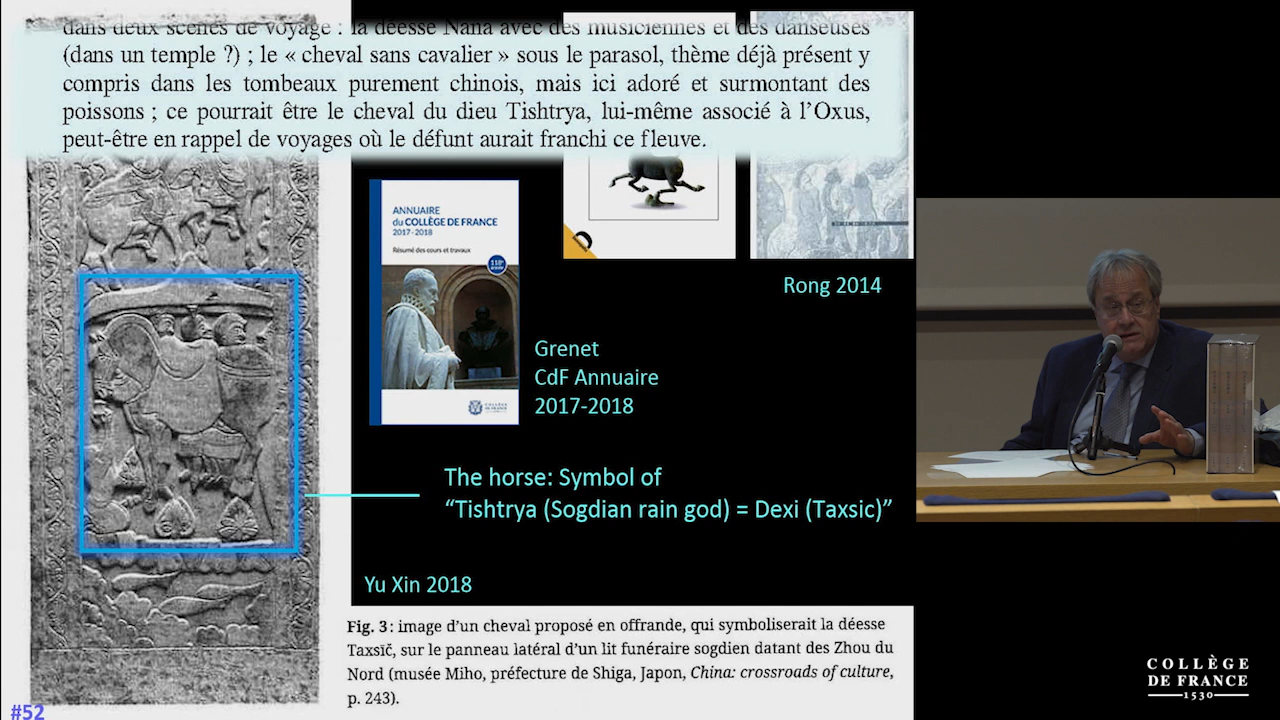 dans deux scènes de voyage : la déesse Nana avec des musiciennes et des danseuses
(dans un temple ?) ; le « cheval sans cavalier » sous le parasol, thème déjà présent y
compris dans les tombeaux purement chinois, mais ici adoré et surmontant des
poissons ; ce pourrait être le cheval du dieu Tishtrya, lui-même associé à l’Oxus,
peut-être en rappel de voyages où le défunt aurait franchi ce fleuve.
ANNUAIRE
du COLLÈGE DE FRANCE
2017 - 2018
Résumé des cours et travaux
118e
année
COLLÈGE
DE FRANCE
Rong 2014
Grenet
CdF Annuaire
2017-2018
The horse: Symbol of
“Tishtrya (Sogdian rain god) = Dexi (Taxsic)”
Yu Xin 2018
Fig. 3 : image d’un cheval proposé en offrande, qui symboliserait la déesse
Taxsič, sur le panneau latéral d’un lit funéraire sogdien datant des Zhou du
Nord (musée Miho, préfecture de Shiga, Japon, China: crossroads of culture,
p. 243).
#52
COLLÈGE
DE FRANCE
1530